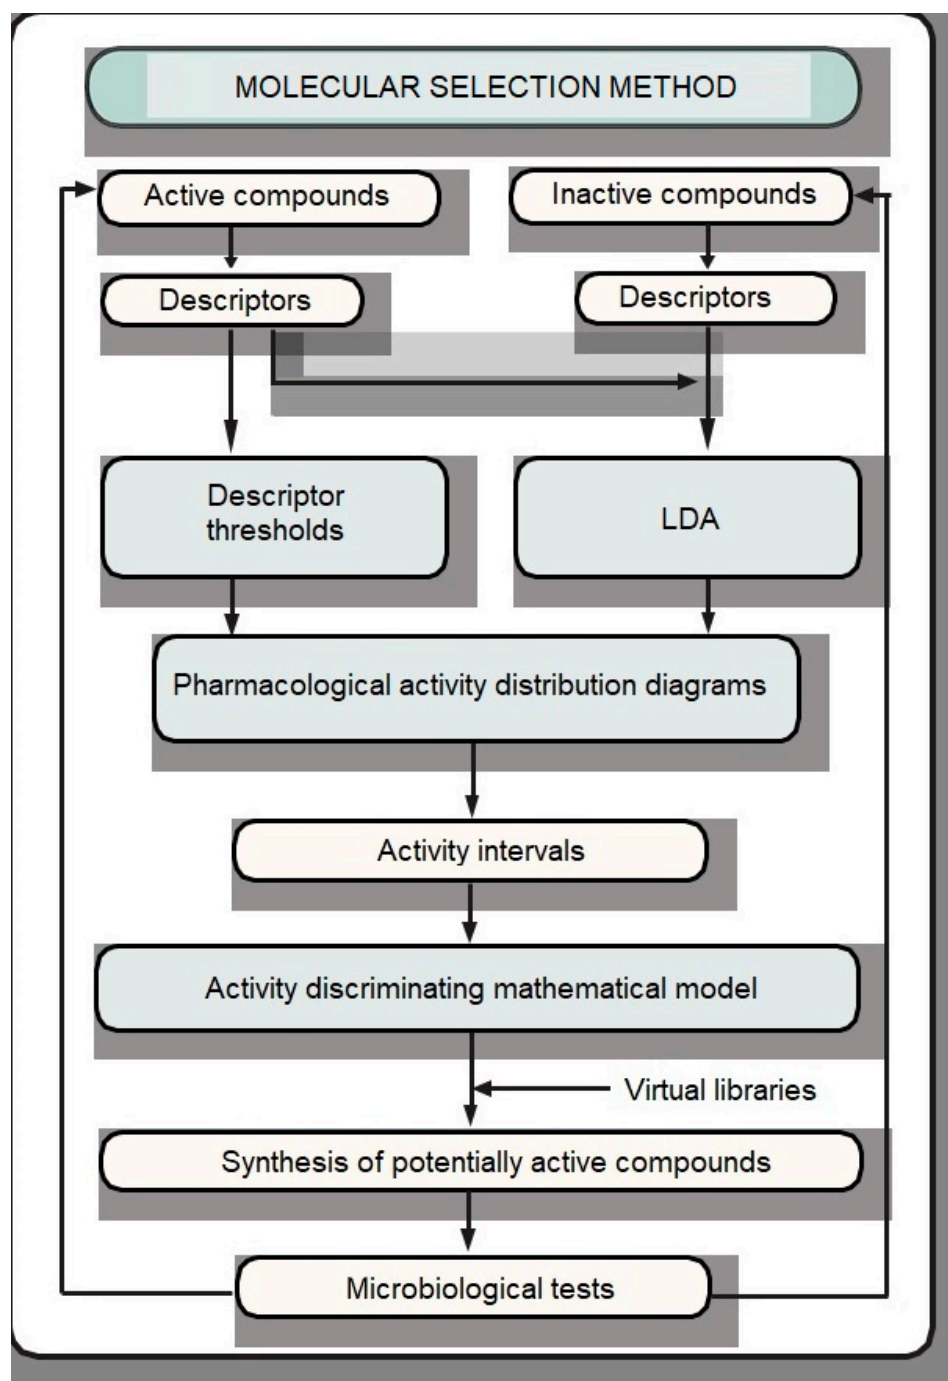 MOLECULAR SELECTION METHOD
Active compounds
Inactive compounds
Descriptors
Descriptors
Descriptor
thresholds
LDA
Pharmacological activity distribution diagrams
Activity intervals
Activity discriminating mathematical model
Virtual libraries
Synthesis of potentially active compounds
Microbiological tests